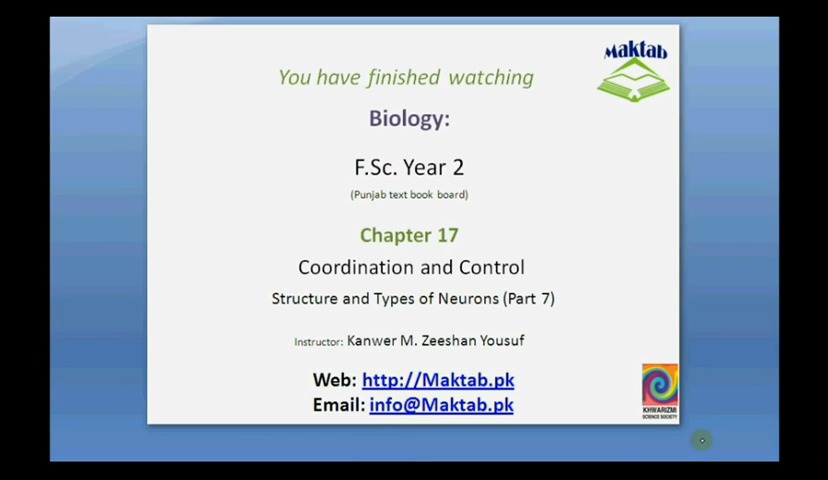 Maktab
You have finished watching
Biology:
F.Sc. Year 2
(Punjab text book board)
Chapter 17
Coordination and Control
Structure and Types of Neurons (Part 7)
Instructor: Kanwer M. Zeeshan Yousuf
Web: http://Maktab.pk
Email: info@Maktab.pk
KHWARIZMI
SCIENCE SOCIETY